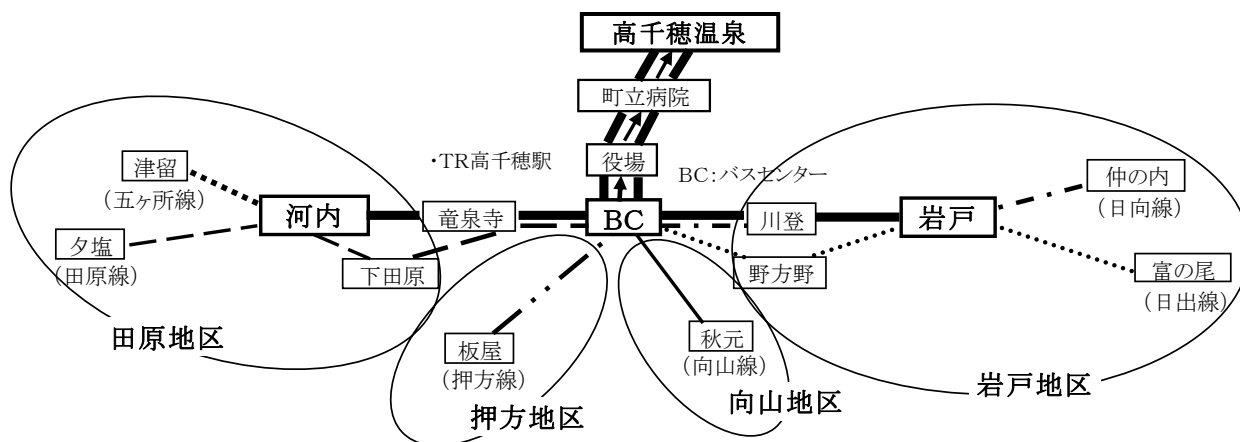 高千穂温泉
町立病院
・TR高千穂駅
役場
BC：バスセンター
津留
（五ヶ所線）
河内
竜泉寺
BC
川登
岩戸
仲の内
（日向線）
夕塩
（田原線）
下田原
野方野
富の尾
（日出線）
田原地区
板屋
（押方線）
秋元
（向山線）
押方地区
向山地区
岩戸地区